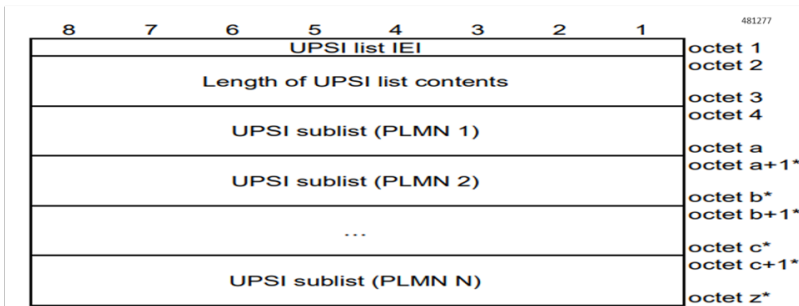 481277
8 7 6 5 4 3 2 1
UPSI list IEI octet 1
Length of UPSI list contents octet 2
octet 3
UPSI sublist (PLMN 1) octet 4
octet a
UPSI sublist (PLMN 2) octet a+1*
octet b*
... octet b+1*
octet c*
UPSI sublist (PLMN N) octet c+1*
octet z*